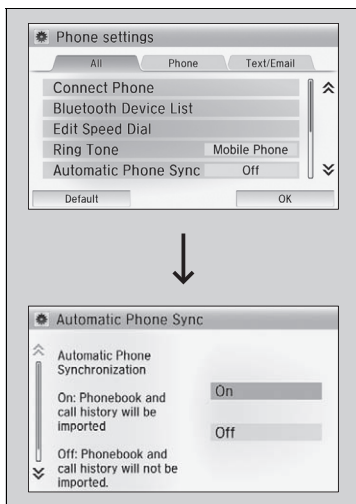 Phone settings
All Phone Text/Email
Connect Phone
Bluetooth Device List
Edit Speed Dial
Ring Tone Mobile Phone
Automatic Phone Sync Off
Default OK
Automatic Phone Sync
Automatic Phone
Synchronization
On: Phonebook and
call history will be
imported
Off: Phonebook and
call history will not be
imported.
On
Off